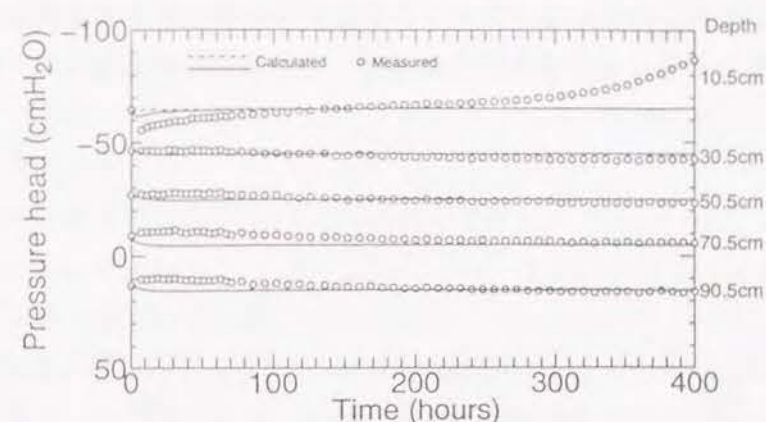 Depth
−100
Calculated
Measured
10.5cm
−50
30.5cm
50.5cm
70.5cm
0
90.5cm
50
0
100
200
300
400
Pressure head (cmH2O)
Time (hours)